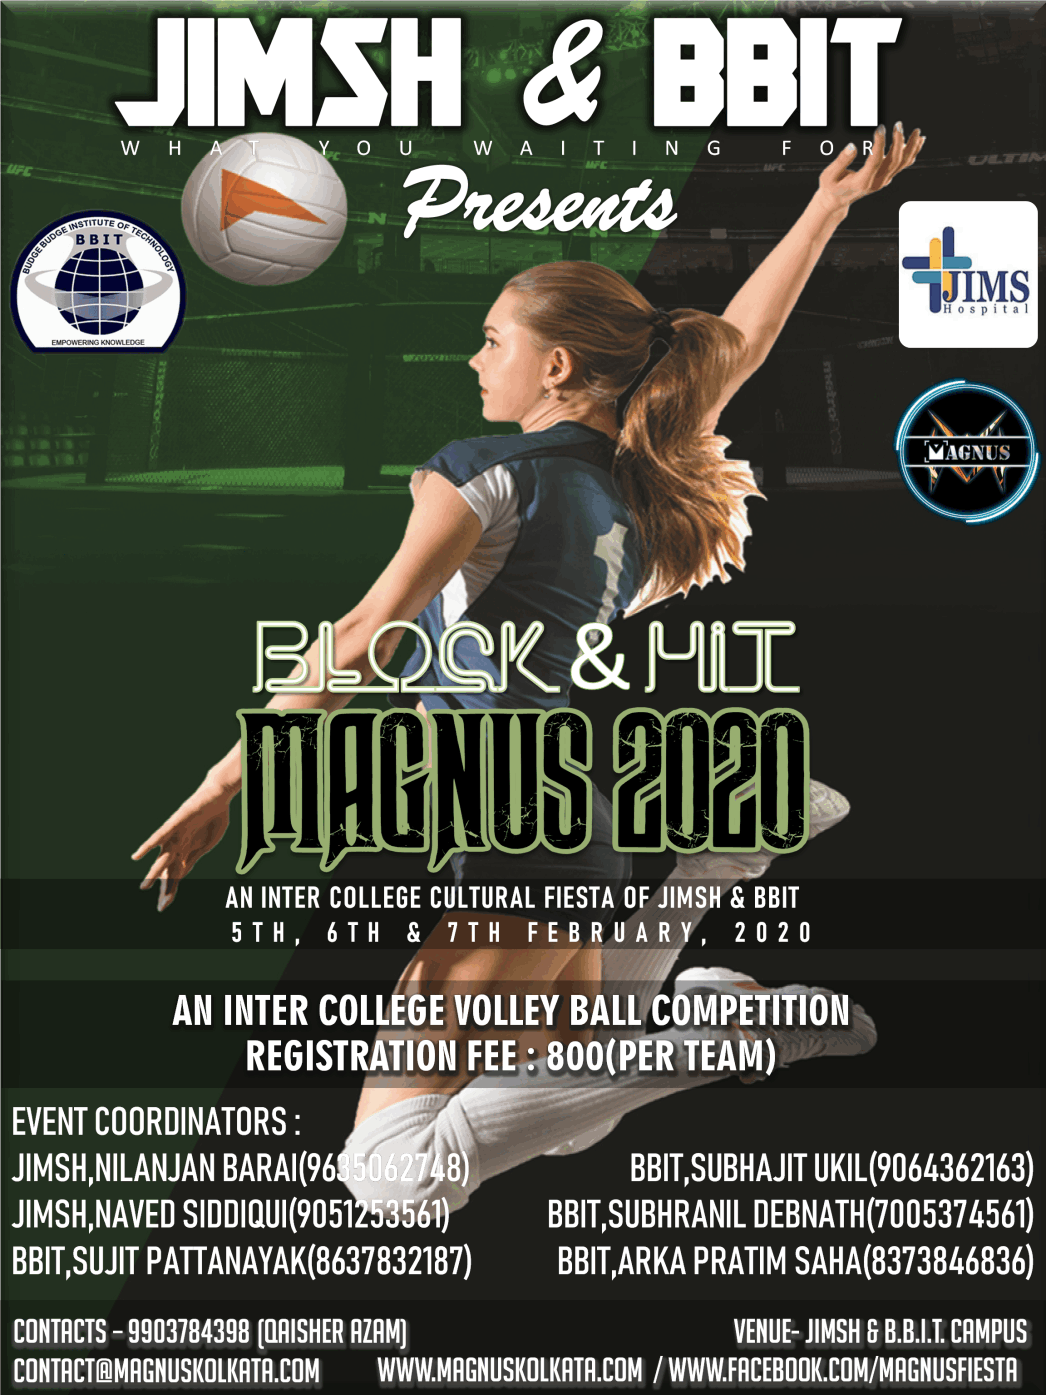 JIMSH & BBIT
WHAT YOU WAITING FOR
Presents
BUDGE BUDGE INSTITUTE OF TECHNOLOGY
BBIT
EMPOWERING KNOWLEDGE
JIMS
Hospital
MAGNUS
UFC
BLOCK & HiT
MAGNUS 2020
AN INTER COLLEGE CULTURAL FIESTA OF JIMSH & BBIT
5TH, 6TH & 7TH FEBRUARY, 2020
AN INTER COLLEGE VOLLEY BALL COMPETITION
REGISTRATION FEE : 800(PER TEAM)
EVENT COORDINATORS :
JIMSH,NILANJAN BARAI(9635062748)
BBIT,SUBHAJIT UKIL(9064362163)
JIMSH,NAVED SIDDIQUI(9051253561)
BBIT,SUBHRANIL DEBNATH(7005374561)
BBIT,SUJIT PATTANAYAK(8637832187)
BBIT,ARKA PRATIM SAHA(8373846836)
CONTACTS - 9903784398 (QAISHER AZAM)
VENUE- JIMSH & B.B.I.T. CAMPUS
CONTACT@MAGNUSKOLKATA.COM
WWW.MAGNUSKOLKATA.COM / WWW.FACEBOOK.COM/MAGNUSFIESTA